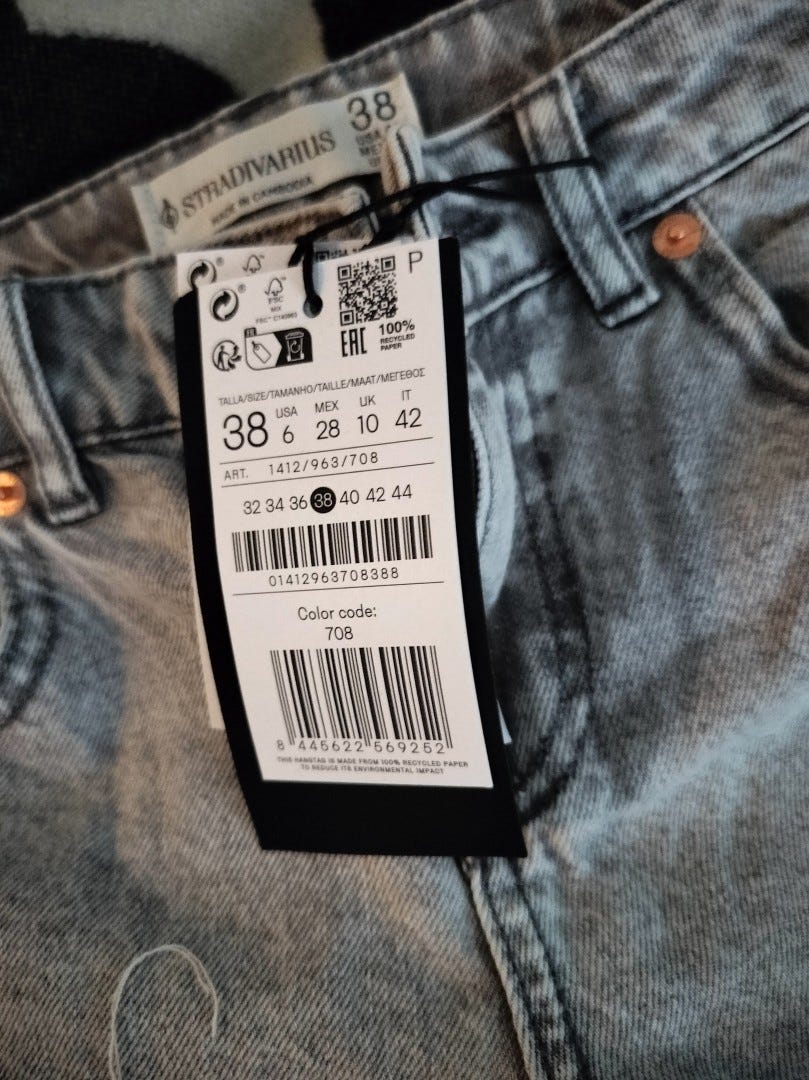 38
STRADIVARIUS
MADE IN CAMBODIA
P
FSC
MIX
FR
EAC
100%
RECYCLED
PAPER
TALLA/SIZE/TAMANHO/TAILLE/MAAT/ΜΕΓΕΘΟΣ
38 USA 6 MEX 28 UK 10 IT 42
ART. 1412/963/708
32 34 36 38 40 42 44
01412963708388
Color code:
708
8 445622 569252
THIS HANGTAG IS MADE FROM 100% RECYCLED PAPER
TO REDUCE ITS ENVIRONMENTAL IMPACT